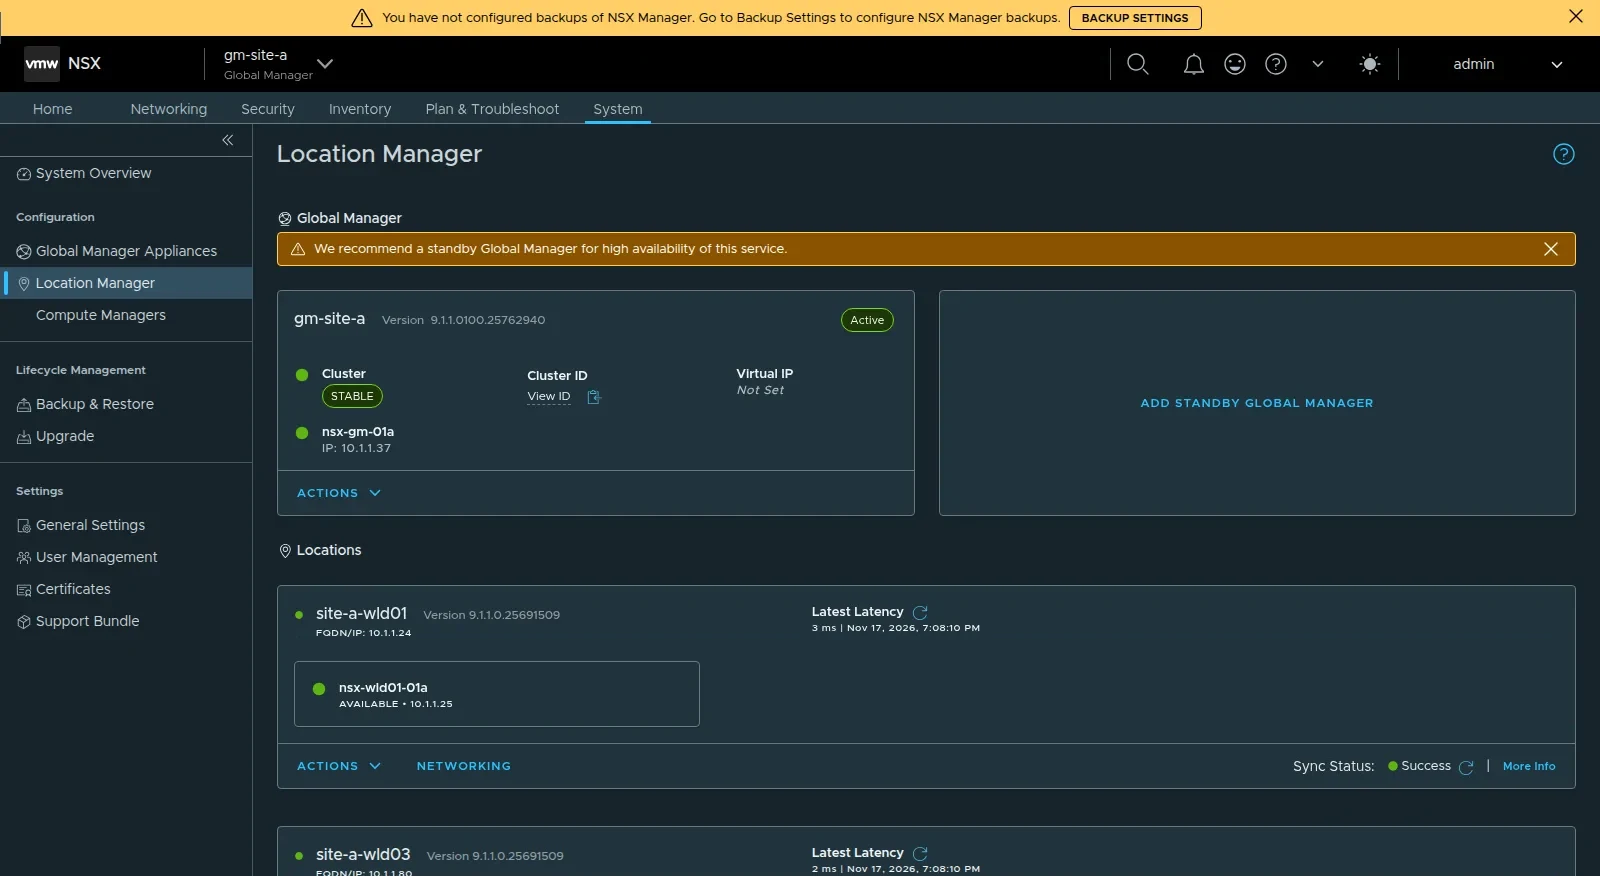 You have not configured backups of NSX Manager. Go to Backup Settings to configure NSX Manager backups. BACKUP SETTINGS
vmw NSX
gm-site-a
Global Manager
admin
Home Networking Security Inventory Plan & Troubleshoot System
System Overview
Configuration
Global Manager Appliances
Location Manager
Compute Managers
Lifecycle Management
Backup & Restore
Upgrade
Settings
General Settings
User Management
Certificates
Support Bundle
Location Manager
Global Manager
We recommend a standby Global Manager for high availability of this service.
gm-site-a Version 9.1.1.0100.25762940 Active
Cluster
STABLE
Cluster ID
View ID
Virtual IP
Not Set
nsx-gm-01a
IP: 10.1.1.37
ACTIONS
ADD STANDBY GLOBAL MANAGER
Locations
site-a-wld01 Version 9.1.1.0.25691509
FQDN/IP: 10.1.1.24
Latest Latency
3 ms | Nov 17, 2026, 7:08:10 PM
nsx-wld01-01a
AVAILABLE • 10.1.1.25
ACTIONS NETWORKING Sync Status: Success | More Info
site-a-wld03 Version 9.1.1.0.25691509
FQDN/IP: 10.1.1.80
Latest Latency
2 ms | Nov 17, 2026, 7:08:10 PM